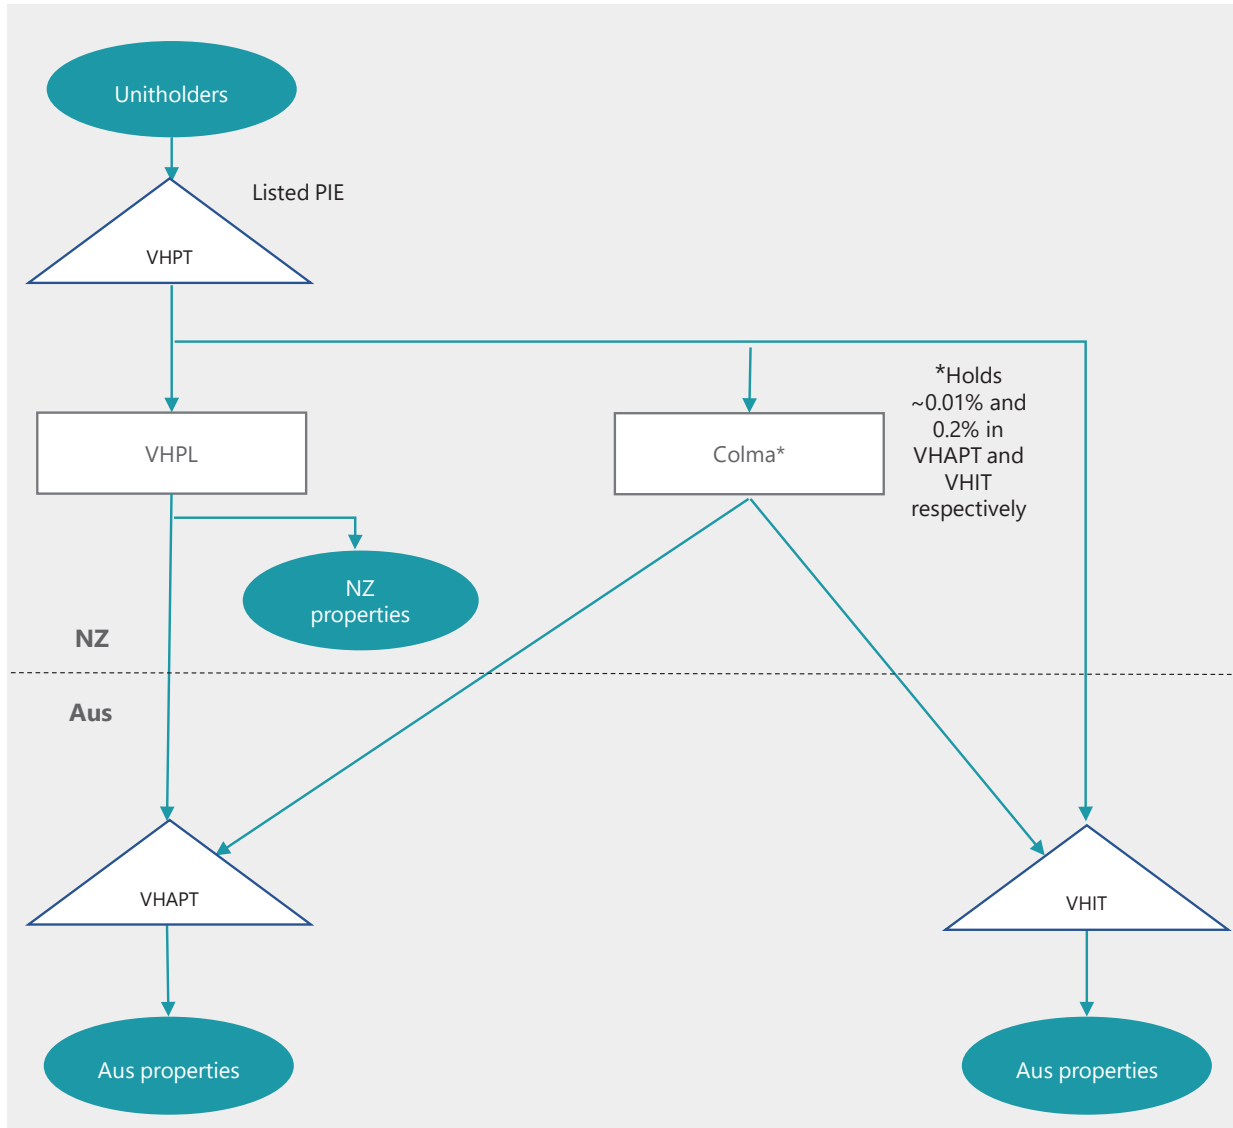 Unitholders
Listed PIE
VHPT
*Holds
~0.01% and
0.2% in
VHAPT and
VHIT
respectively
VHPL
Colma*
NZ
properties
NZ
Aus
VHAPT
VHIT
Aus properties
Aus properties